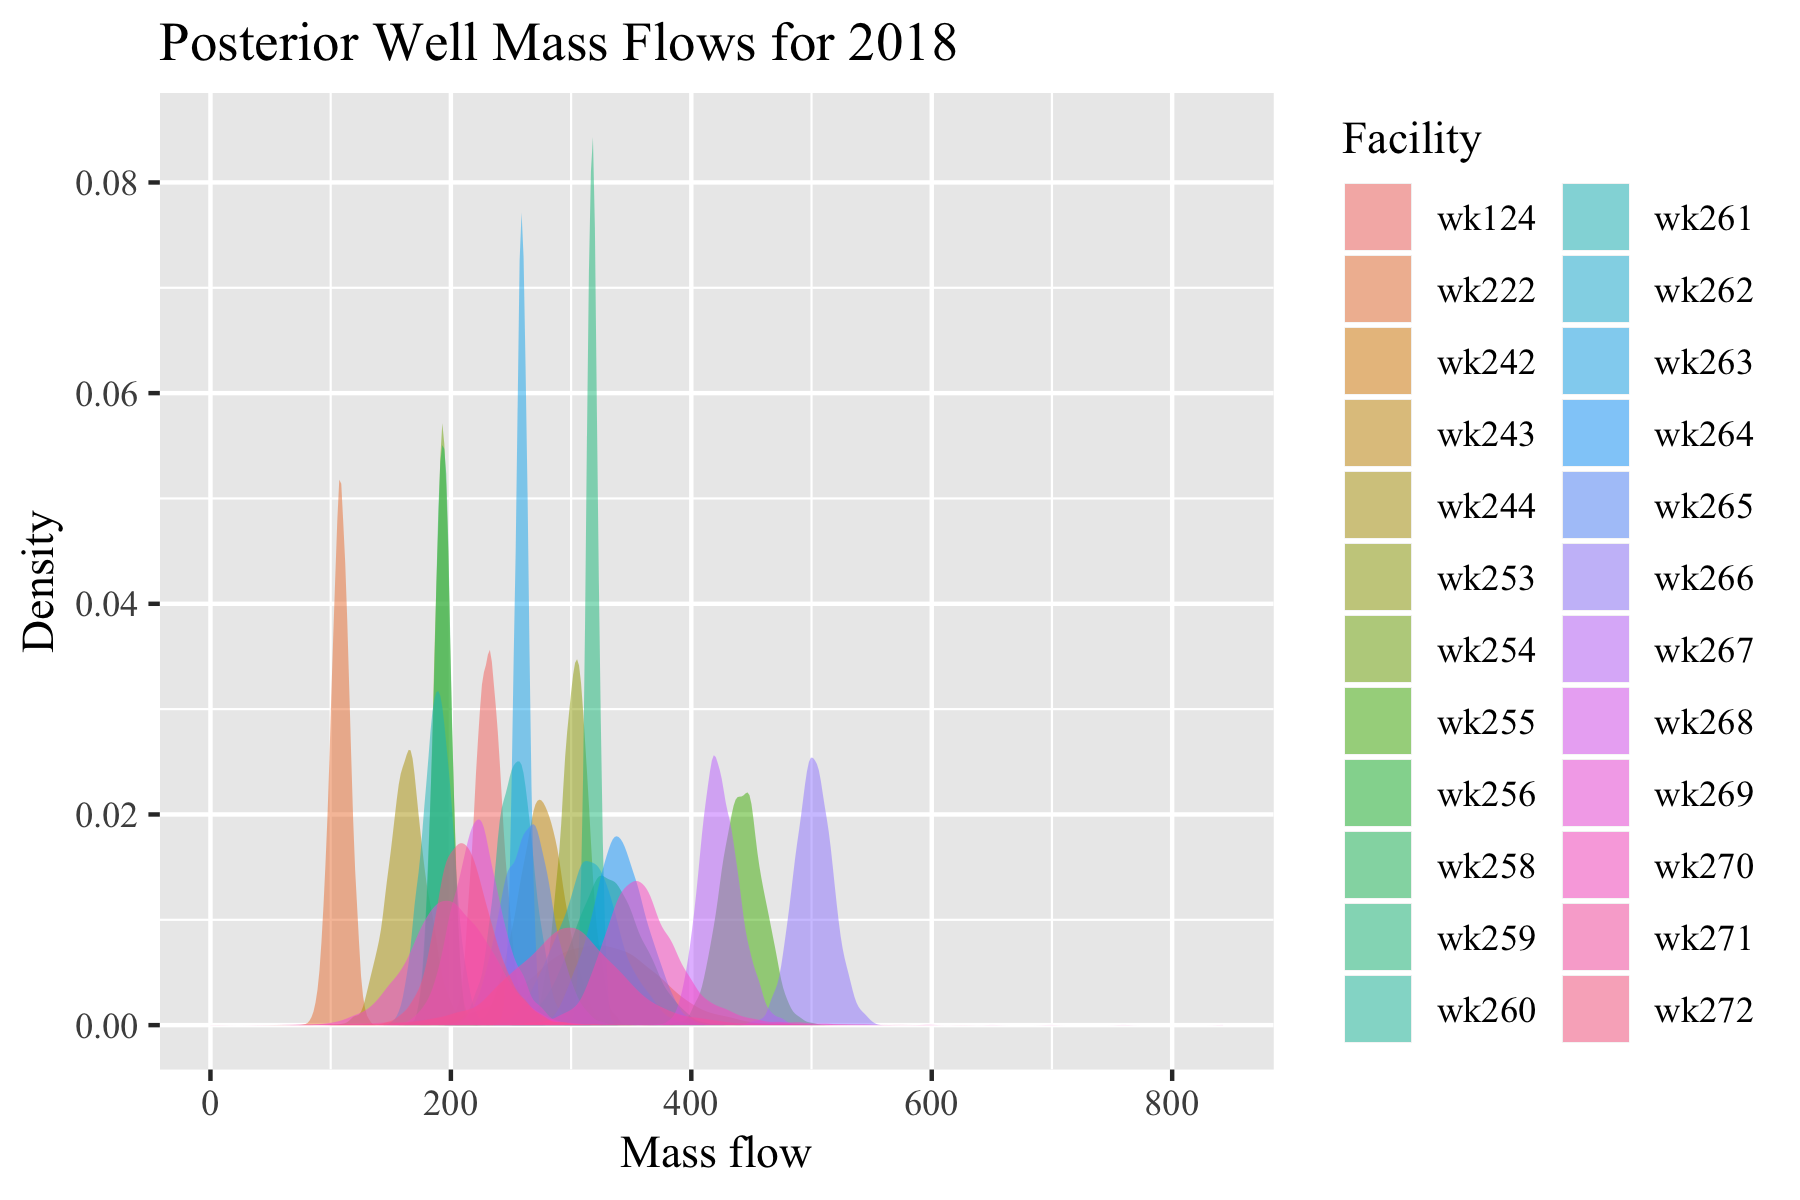 Posterior Well Mass Flows for 2018
Density
0.08
0.06
0.04
0.02
0.00
0 200 400 600 800
Mass flow
Facility
wk124 wk261
wk222 wk262
wk242 wk263
wk243 wk264
wk244 wk265
wk253 wk266
wk254 wk267
wk255 wk268
wk256 wk269
wk258 wk270
wk259 wk271
wk260 wk272